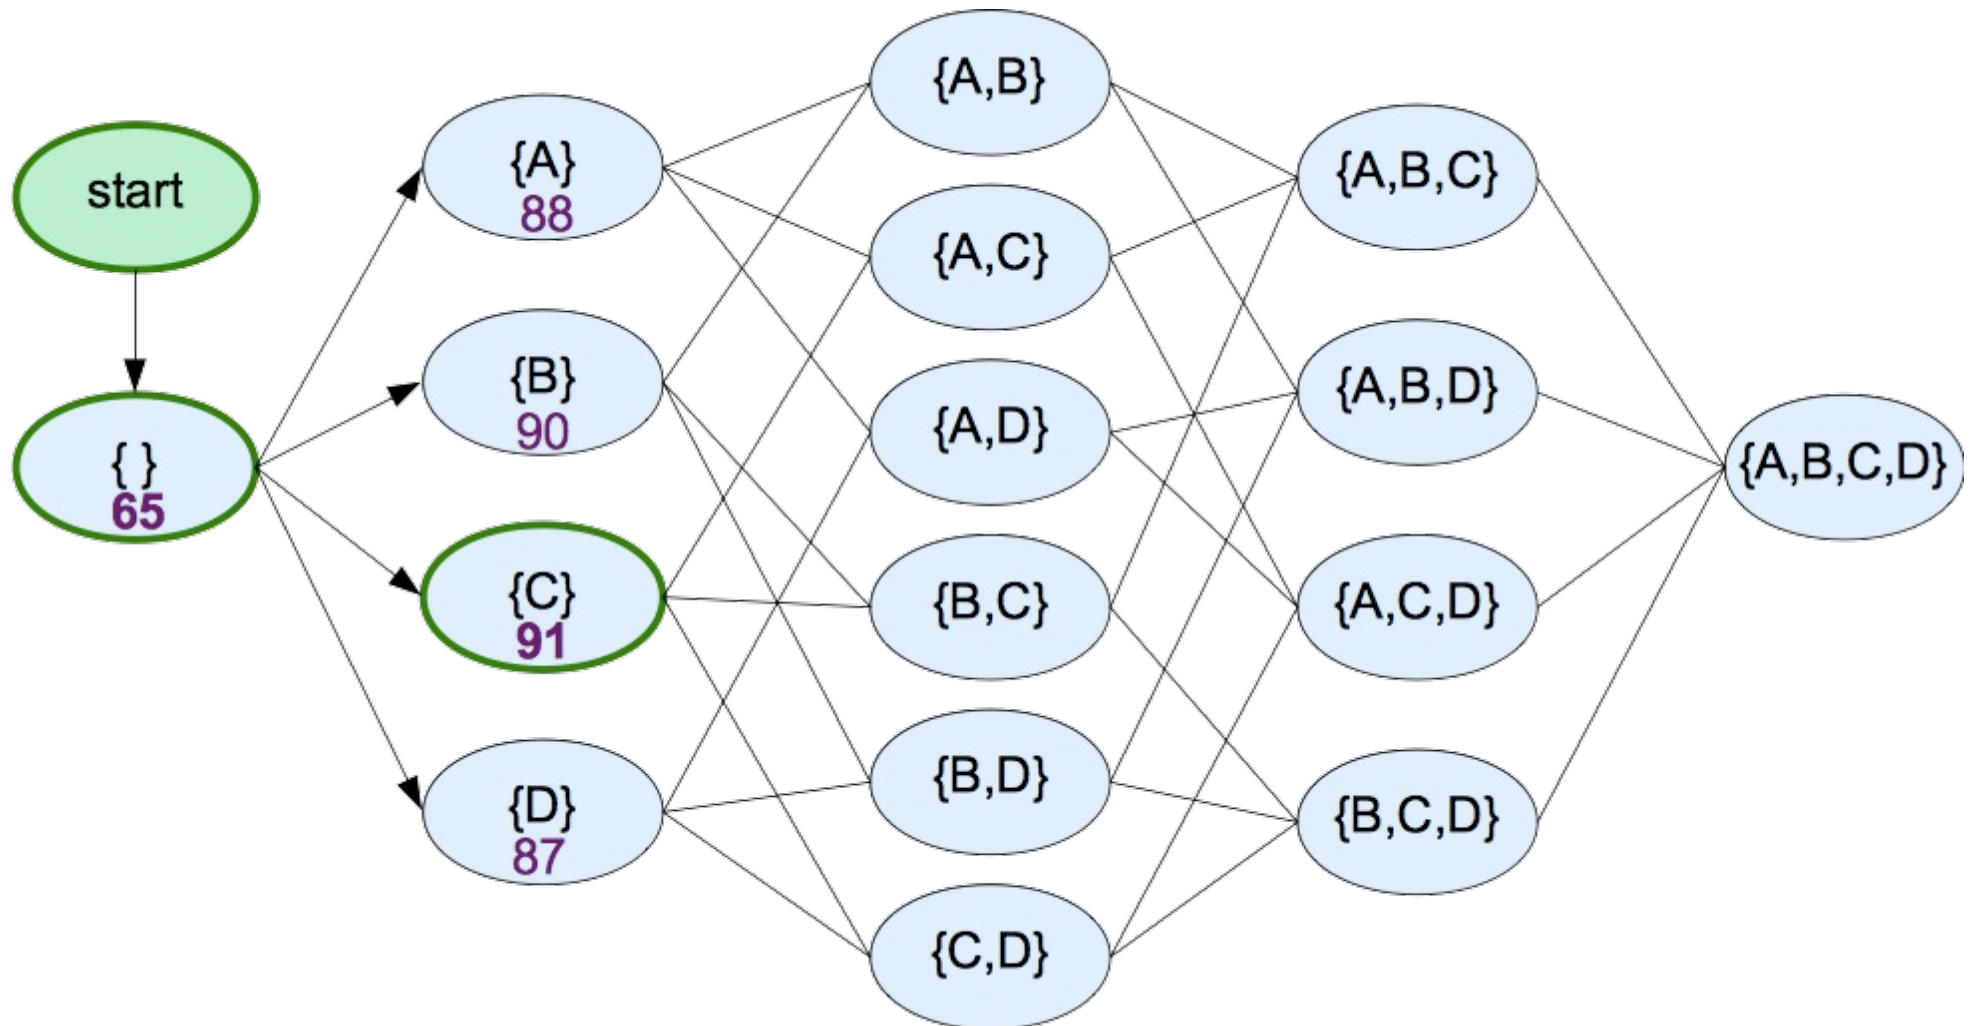 start
{ }
65
{A}
88
{B}
90
{C}
91
{D}
87
{A,B}
{A,C}
{A,D}
{B,C}
{B,D}
{C,D}
{A,B,C}
{A,B,D}
{A,C,D}
{B,C,D}
{A,B,C,D}